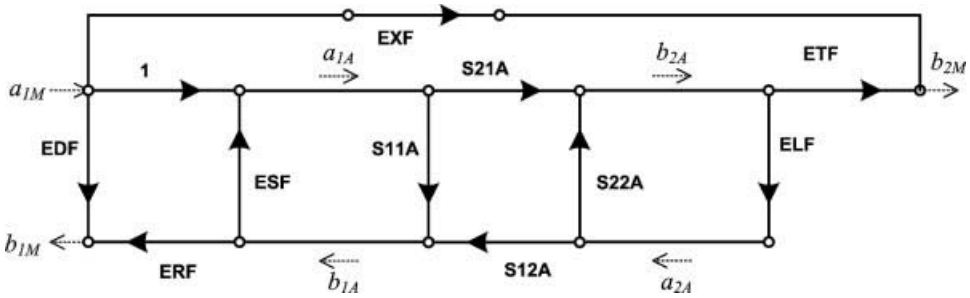 EXF
1 a1A S21A b2A ETF b2M
a1M
EDF ESF S11A S22A ELF
b1M
ERF b1A S12A a2A